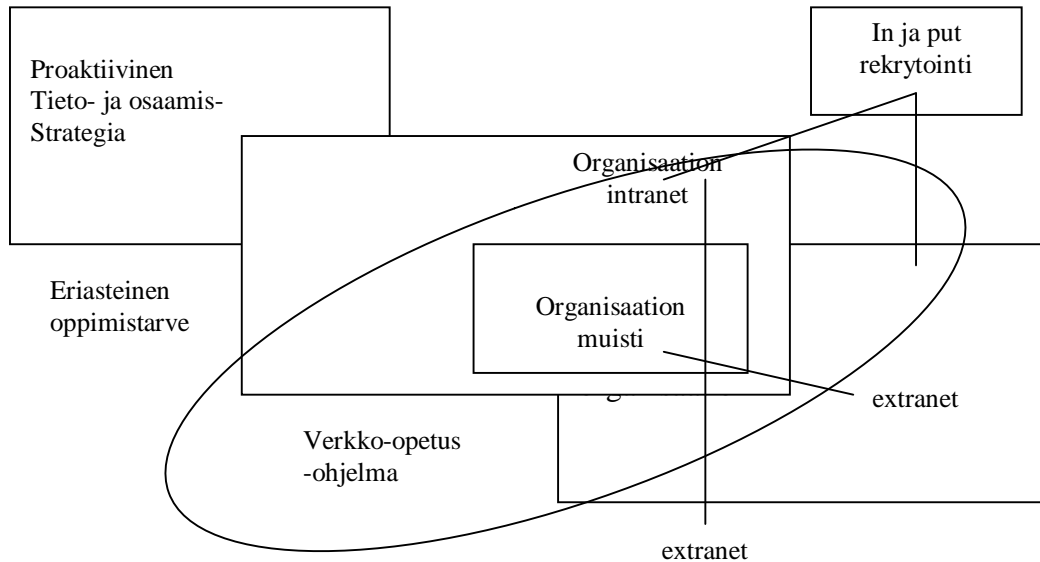 In ja put
rekrytointi
Proaktiivinen
Tieto- ja osaamis-
Strategia
Organisaation
intranet
Eriasteinen
oppimistarve
Organisaation
muisti
extranet
Verkko-opetus
-ohjelma
extranet